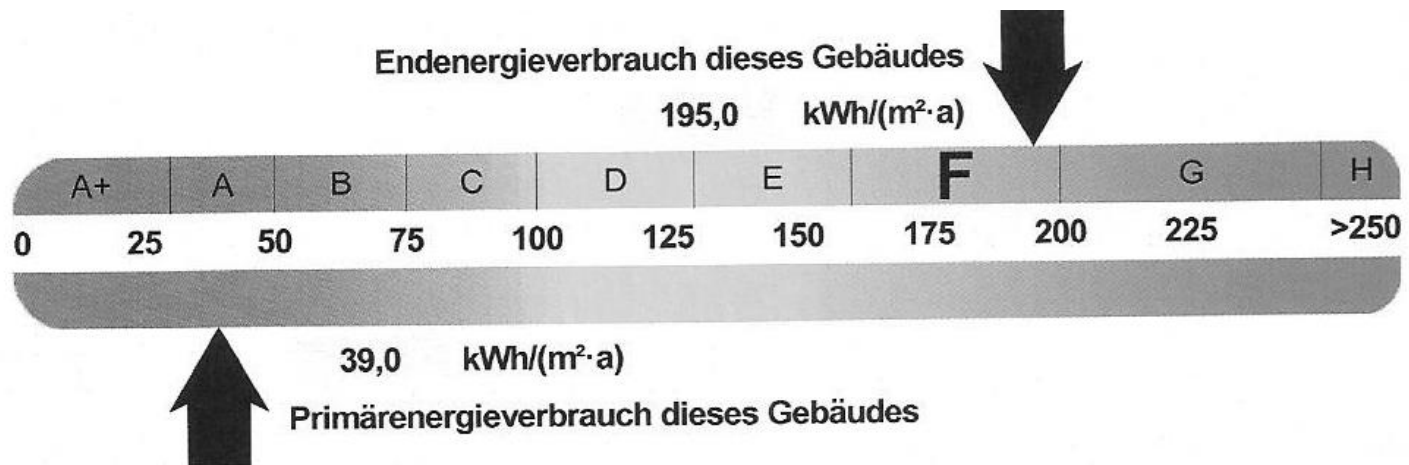 Endenergieverbrauch dieses Gebäudes
195,0 kWh/(m²·a)
A+ A B C D E F G H
0 25 50 75 100 125 150 175 200 225 >250
39,0 kWh/(m²·a)
Primärenergieverbrauch dieses Gebäudes